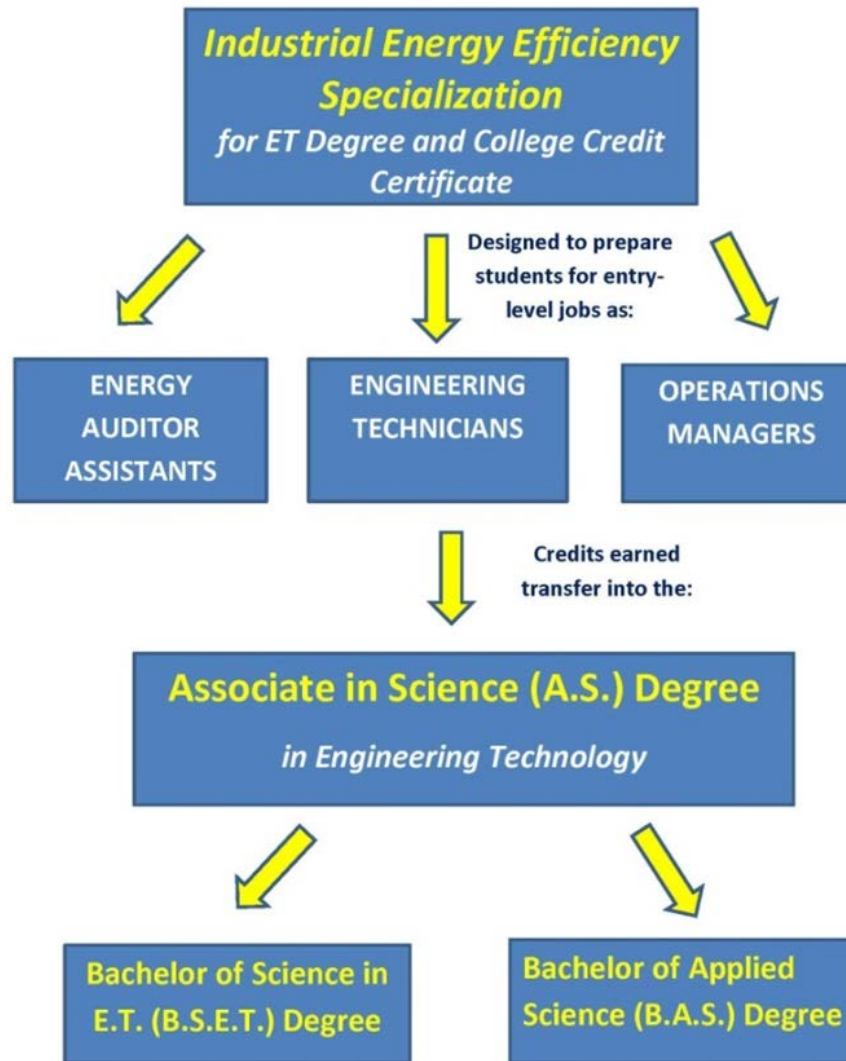 Industrial Energy Efficiency
Specialization
for ET Degree and College Credit
Certificate
Designed to prepare
students for entry-
level jobs as:
ENERGY
AUDITOR
ASSISTANTS
ENGINEERING
TECHNICIANS
OPERATIONS
MANAGERS
Credits earned
transfer into the:
Associate in Science (A.S.) Degree
in Engineering Technology
Bachelor of Science in
E.T. (B.S.E.T.) Degree
Bachelor of Applied
Science (B.A.S.) Degree